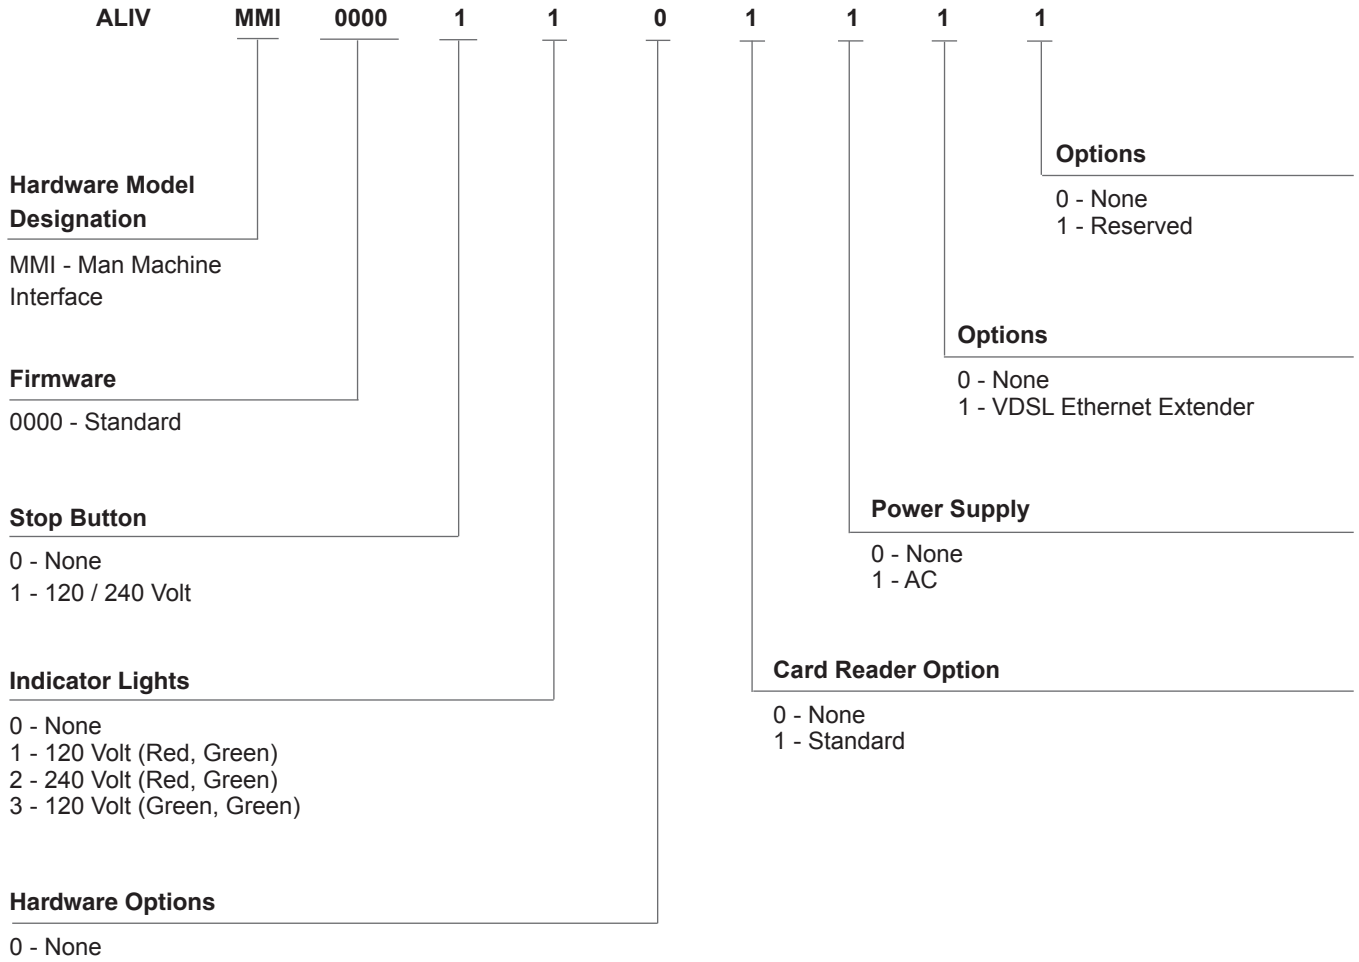 ALIV MMI 0000 1 1 0 1 1 1 1
Hardware Model
Designation
MMI - Man Machine
Interface
Firmware
0000 - Standard
Stop Button
0 - None
1 - 120 / 240 Volt
Indicator Lights
0 - None
1 - 120 Volt (Red, Green)
2 - 240 Volt (Red, Green)
3 - 120 Volt (Green, Green)
Hardware Options
0 - None
Options
0 - None
1 - Reserved
Options
0 - None
1 - VDSL Ethernet Extender
Power Supply
0 - None
1 - AC
Card Reader Option
0 - None
1 - Standard